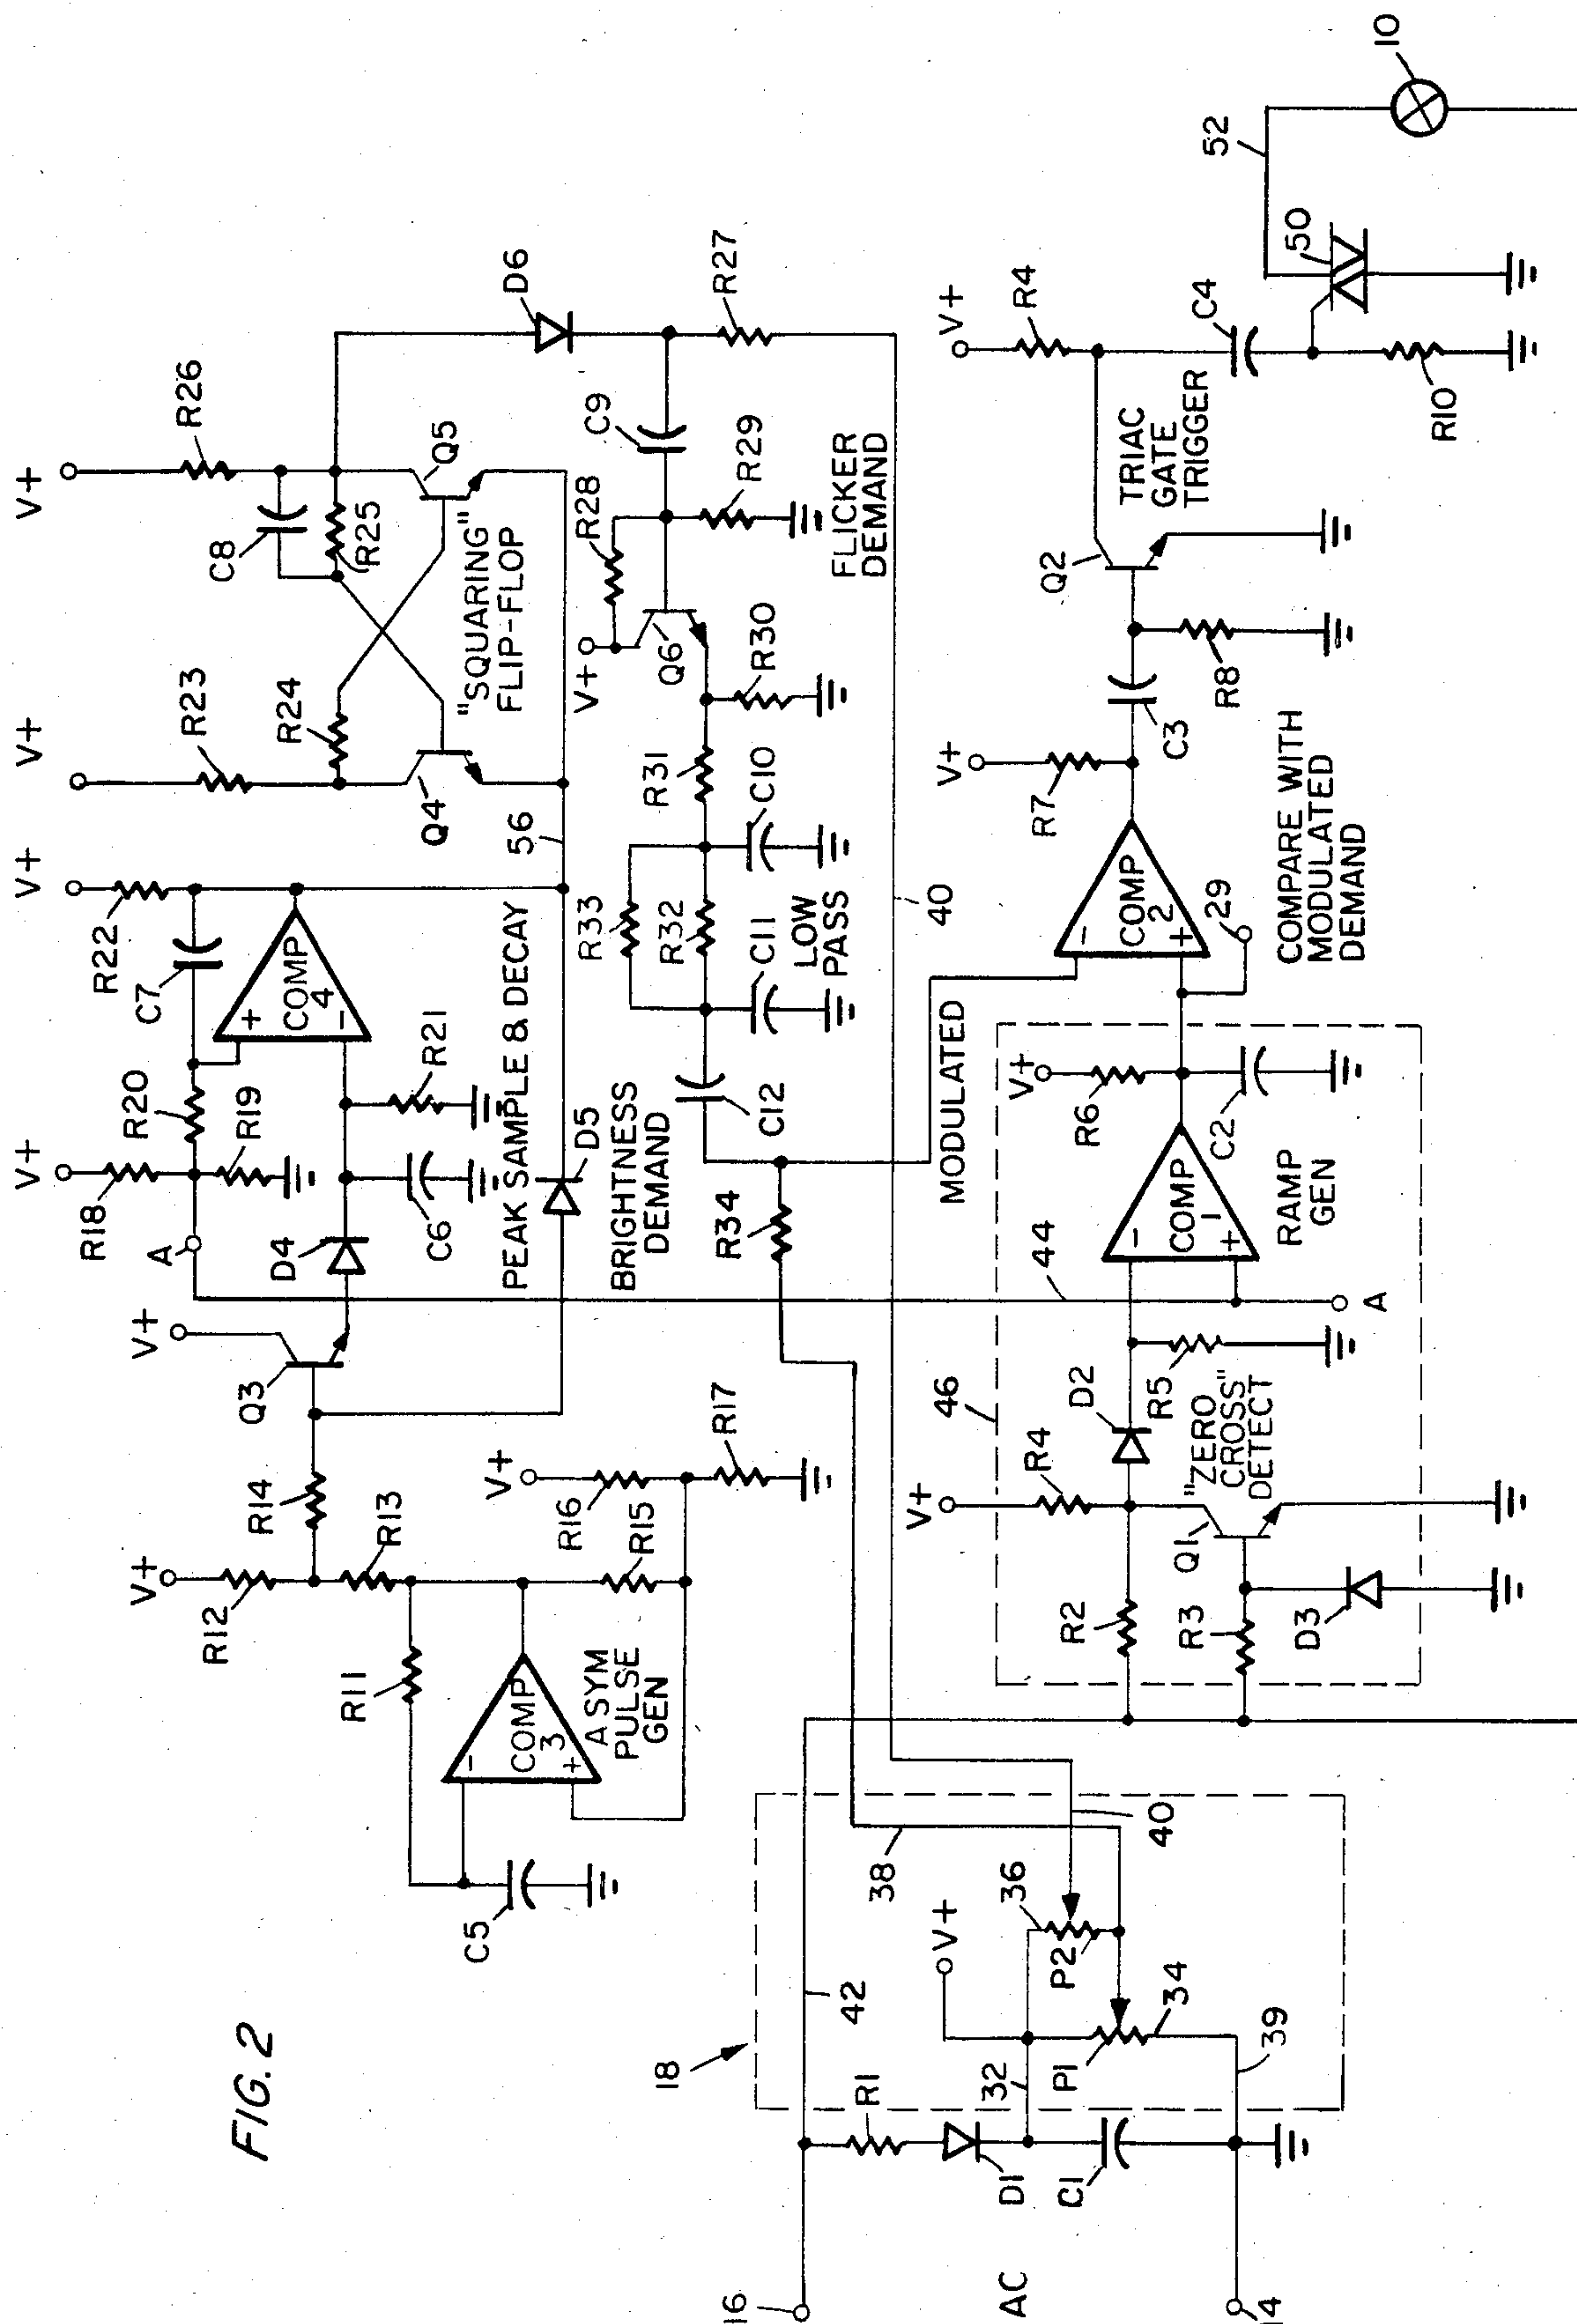 FIG. 2
V+
V+
V+
V+
V+
V+
R12
R14
R13
R11
COMP
3
-
+
ASYM
PULSE
GEN
C5
V+
R16
R15
R17
Q3
A
R18
R20
R19
D4
C6
R21
C7
R22
+
COMP
4
-
PEAK SAMPLE & DECAY
D5
BRIGHTNESS
DEMAND
56
R23
R24
Q4
"SQUARING"
FLIP-FLOP
C8
R25
R26
Q5
D6
R27
C9
R28
R29
V+
Q6
R30
FLICKER
DEMAND
R31
C10
R33
R32
C11
LOW
PASS
C12
R34
MODULATED
40
18
16
AC
14
R1
D1
C1
32
P1
34
39
42
V+
36
P2
38
40
46
R2
R3
D3
Q1
"ZERO
CROSS"
DETECT
V+
R4
D2
R5
44
A
-
COMP
1
+
RAMP
GEN
V+
R6
C2
29
-
COMP
2
+
COMPARE WITH
MODULATED
DEMAND
V+
R7
C3
R8
Q2
TRIAC
GATE
TRIGGER
V+
R4
C4
R10
50
52
10